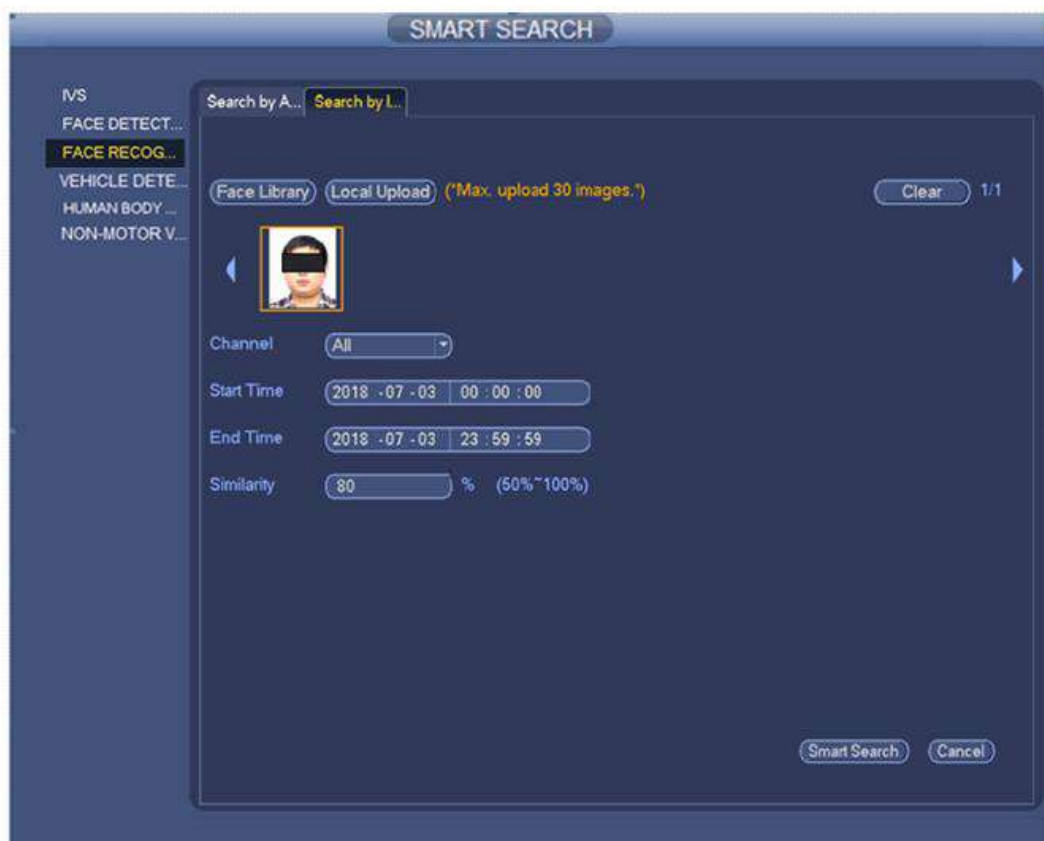 SMART SEARCH
IVS
FACE DETECT...
FACE RECOG...
VEHICLE DETE...
HUMAN BODY ...
NON-MOTOR V...
Search by A... Search by I...
Face Library Local Upload ("Max. upload 30 images.") Clear 1/1
Channel All
Start Time 2018 -07 -03 00 : 00 : 00
End Time 2018 -07 -03 23 : 59 : 59
Similarity 80 % (50%~100%)
Smart Search Cancel